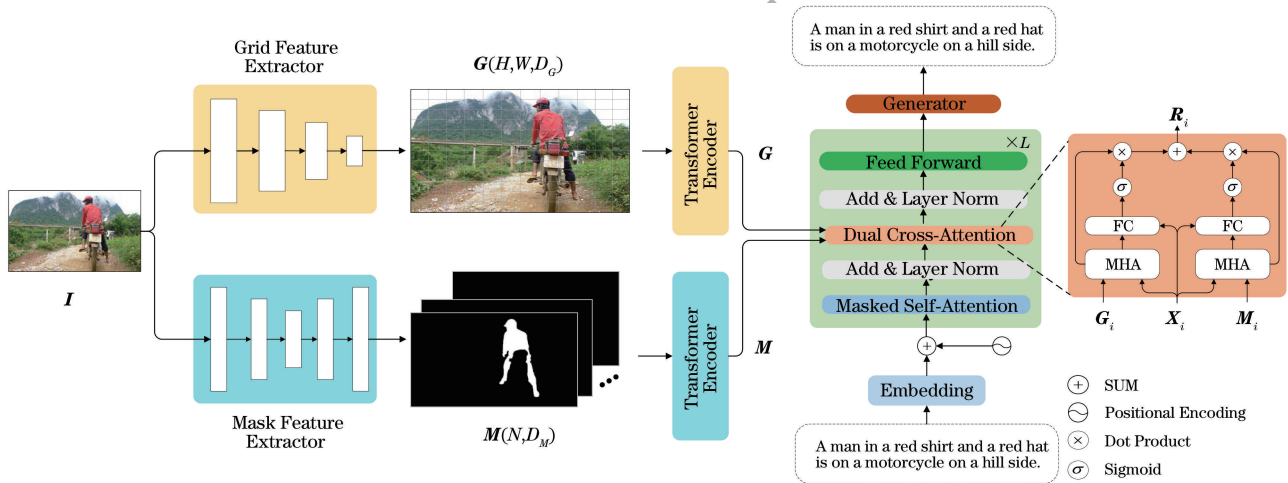 Grid Feature
Extractor
G(H,W,D_G)
I
Mask Feature
Extractor
M(N,D_M)
Transformer
Encoder
Transformer
Encoder
G
M
A man in a red shirt and a red hat
is on a motorcycle on a hill side.
Generator
×L
Feed Forward
Add & Layer Norm
Dual Cross-Attention
Add & Layer Norm
Masked Self-Attention
+
Embedding
A man in a red shirt and a red hat
is on a motorcycle on a hill side.
R_i
× + ×
σ σ
FC FC
MHA MHA
G_i X_i M_i
+ SUM
Positional Encoding
× Dot Product
σ Sigmoid